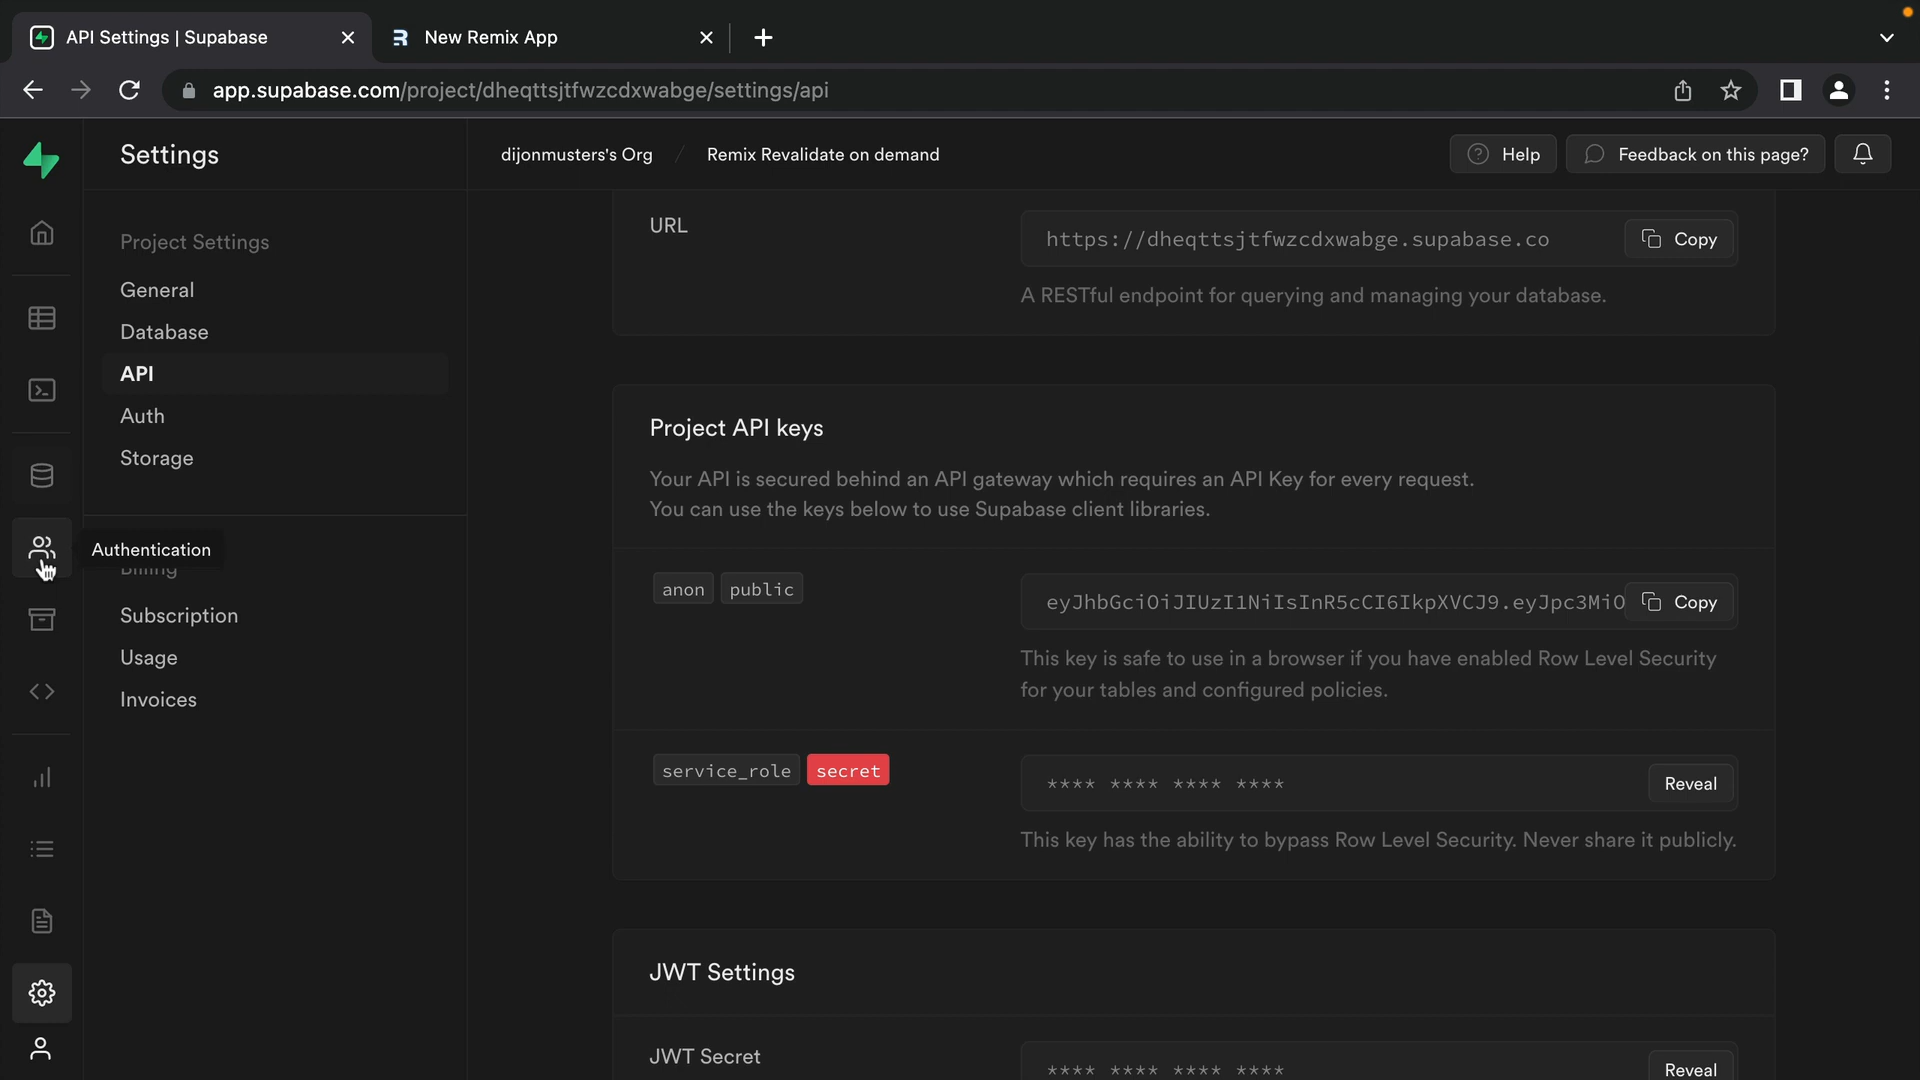 API Settings | Supabase
New Remix App
app.supabase.com/project/dheqttsjtfwzcdxwabge/settings/api
Settings
dijonmusters's Org / Remix Revalidate on demand
Help
Feedback on this page?
Project Settings
General
Database
API
Auth
Storage
Authentication
Billing
Subscription
Usage
Invoices
URL
https://dheqttsjtfwzcdxwabge.supabase.co
Copy
A RESTful endpoint for querying and managing your database.
Project API keys
Your API is secured behind an API gateway which requires an API Key for every request.
You can use the keys below to use Supabase client libraries.
anon public
eyJhbGciOiJIUzI1NiIsInR5cCI6IkpXVCJ9.eyJpc3MiO
Copy
This key is safe to use in a browser if you have enabled Row Level Security
for your tables and configured policies.
service_role secret
**** **** **** ****
Reveal
This key has the ability to bypass Row Level Security. Never share it publicly.
JWT Settings
JWT Secret
**** **** **** ****
Reveal